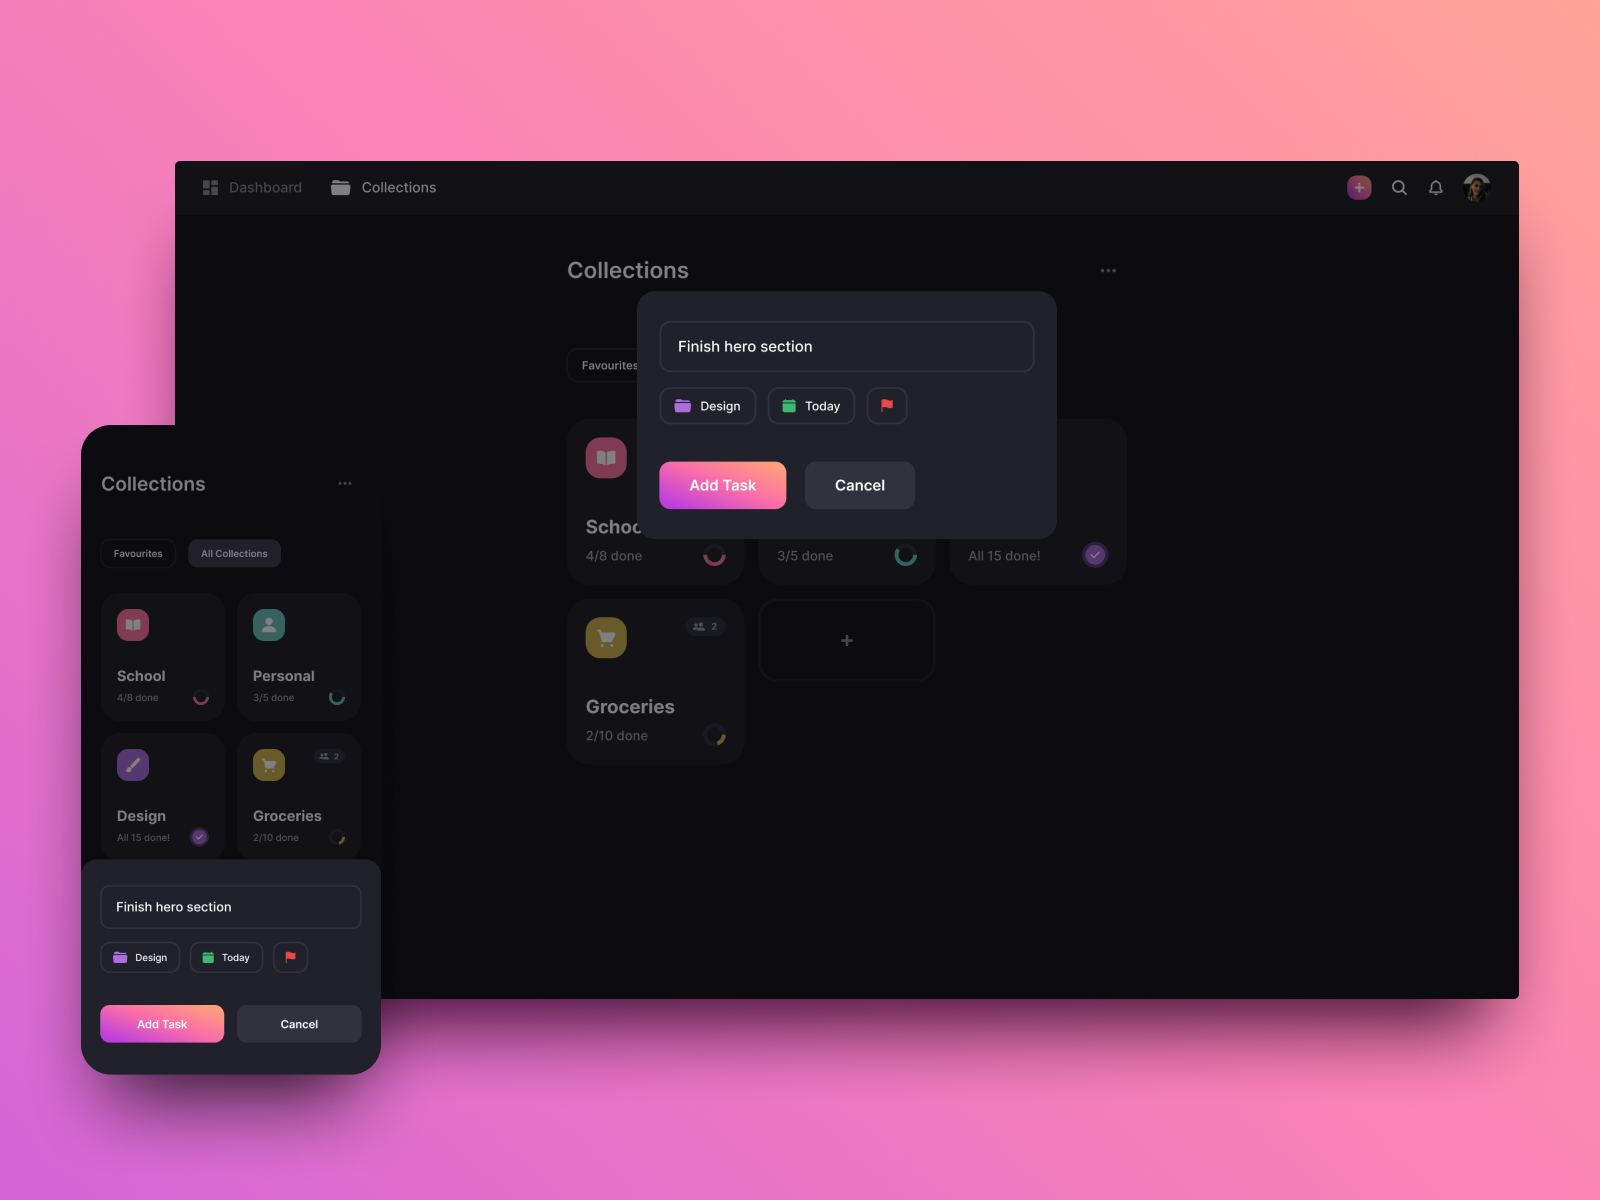 Dashboard
Collections
Collections
Favourites
Finish hero section
Design
Today
Add Task
Cancel
School
4/8 done
3/5 done
All 15 done!
2
+
Groceries
2/10 done
Collections
Favourites
All Collections
School
4/8 done
Personal
3/5 done
2
Design
All 15 done!
Groceries
2/10 done
Finish hero section
Design
Today
Add Task
Cancel